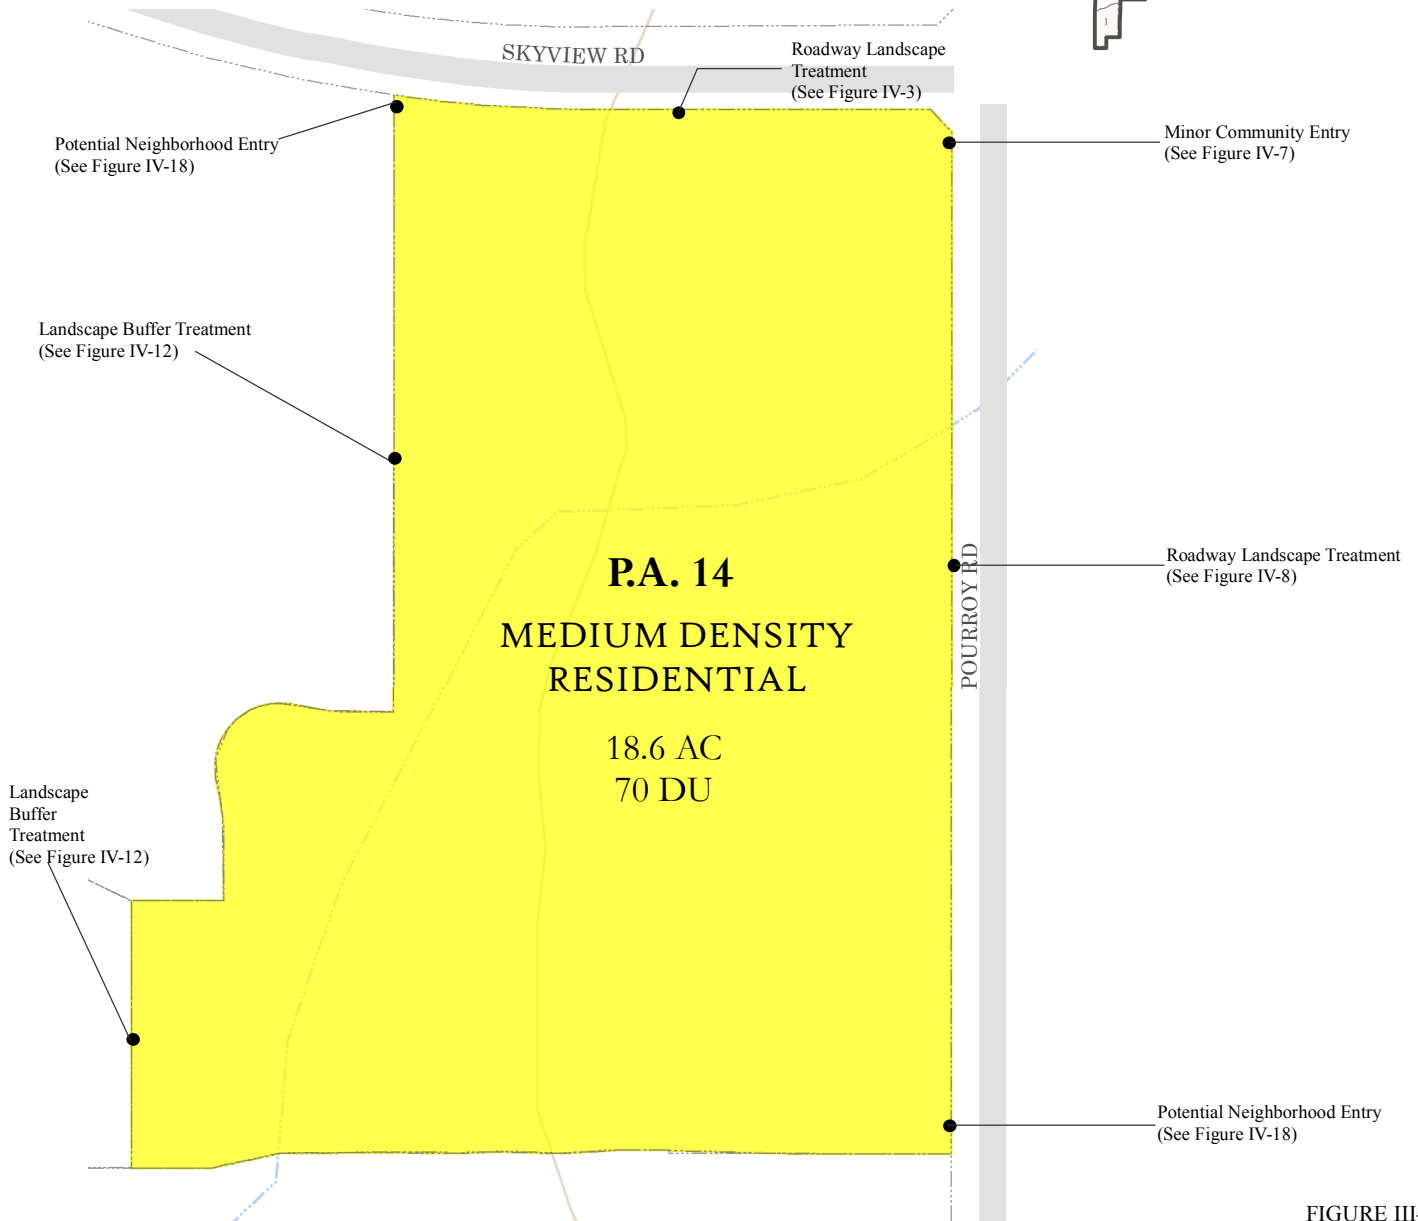 1
SKYVIEW RD
Roadway Landscape
Treatment
(See Figure IV-3)
Potential Neighborhood Entry
(See Figure IV-18)
Minor Community Entry
(See Figure IV-7)
Landscape Buffer Treatment
(See Figure IV-12)
P.A. 14
MEDIUM DENSITY
RESIDENTIAL
18.6 AC
70 DU
POURROY RD
Roadway Landscape Treatment
(See Figure IV-8)
Landscape
Buffer
Treatment
(See Figure IV-12)
Potential Neighborhood Entry
(See Figure IV-18)
FIGURE III-